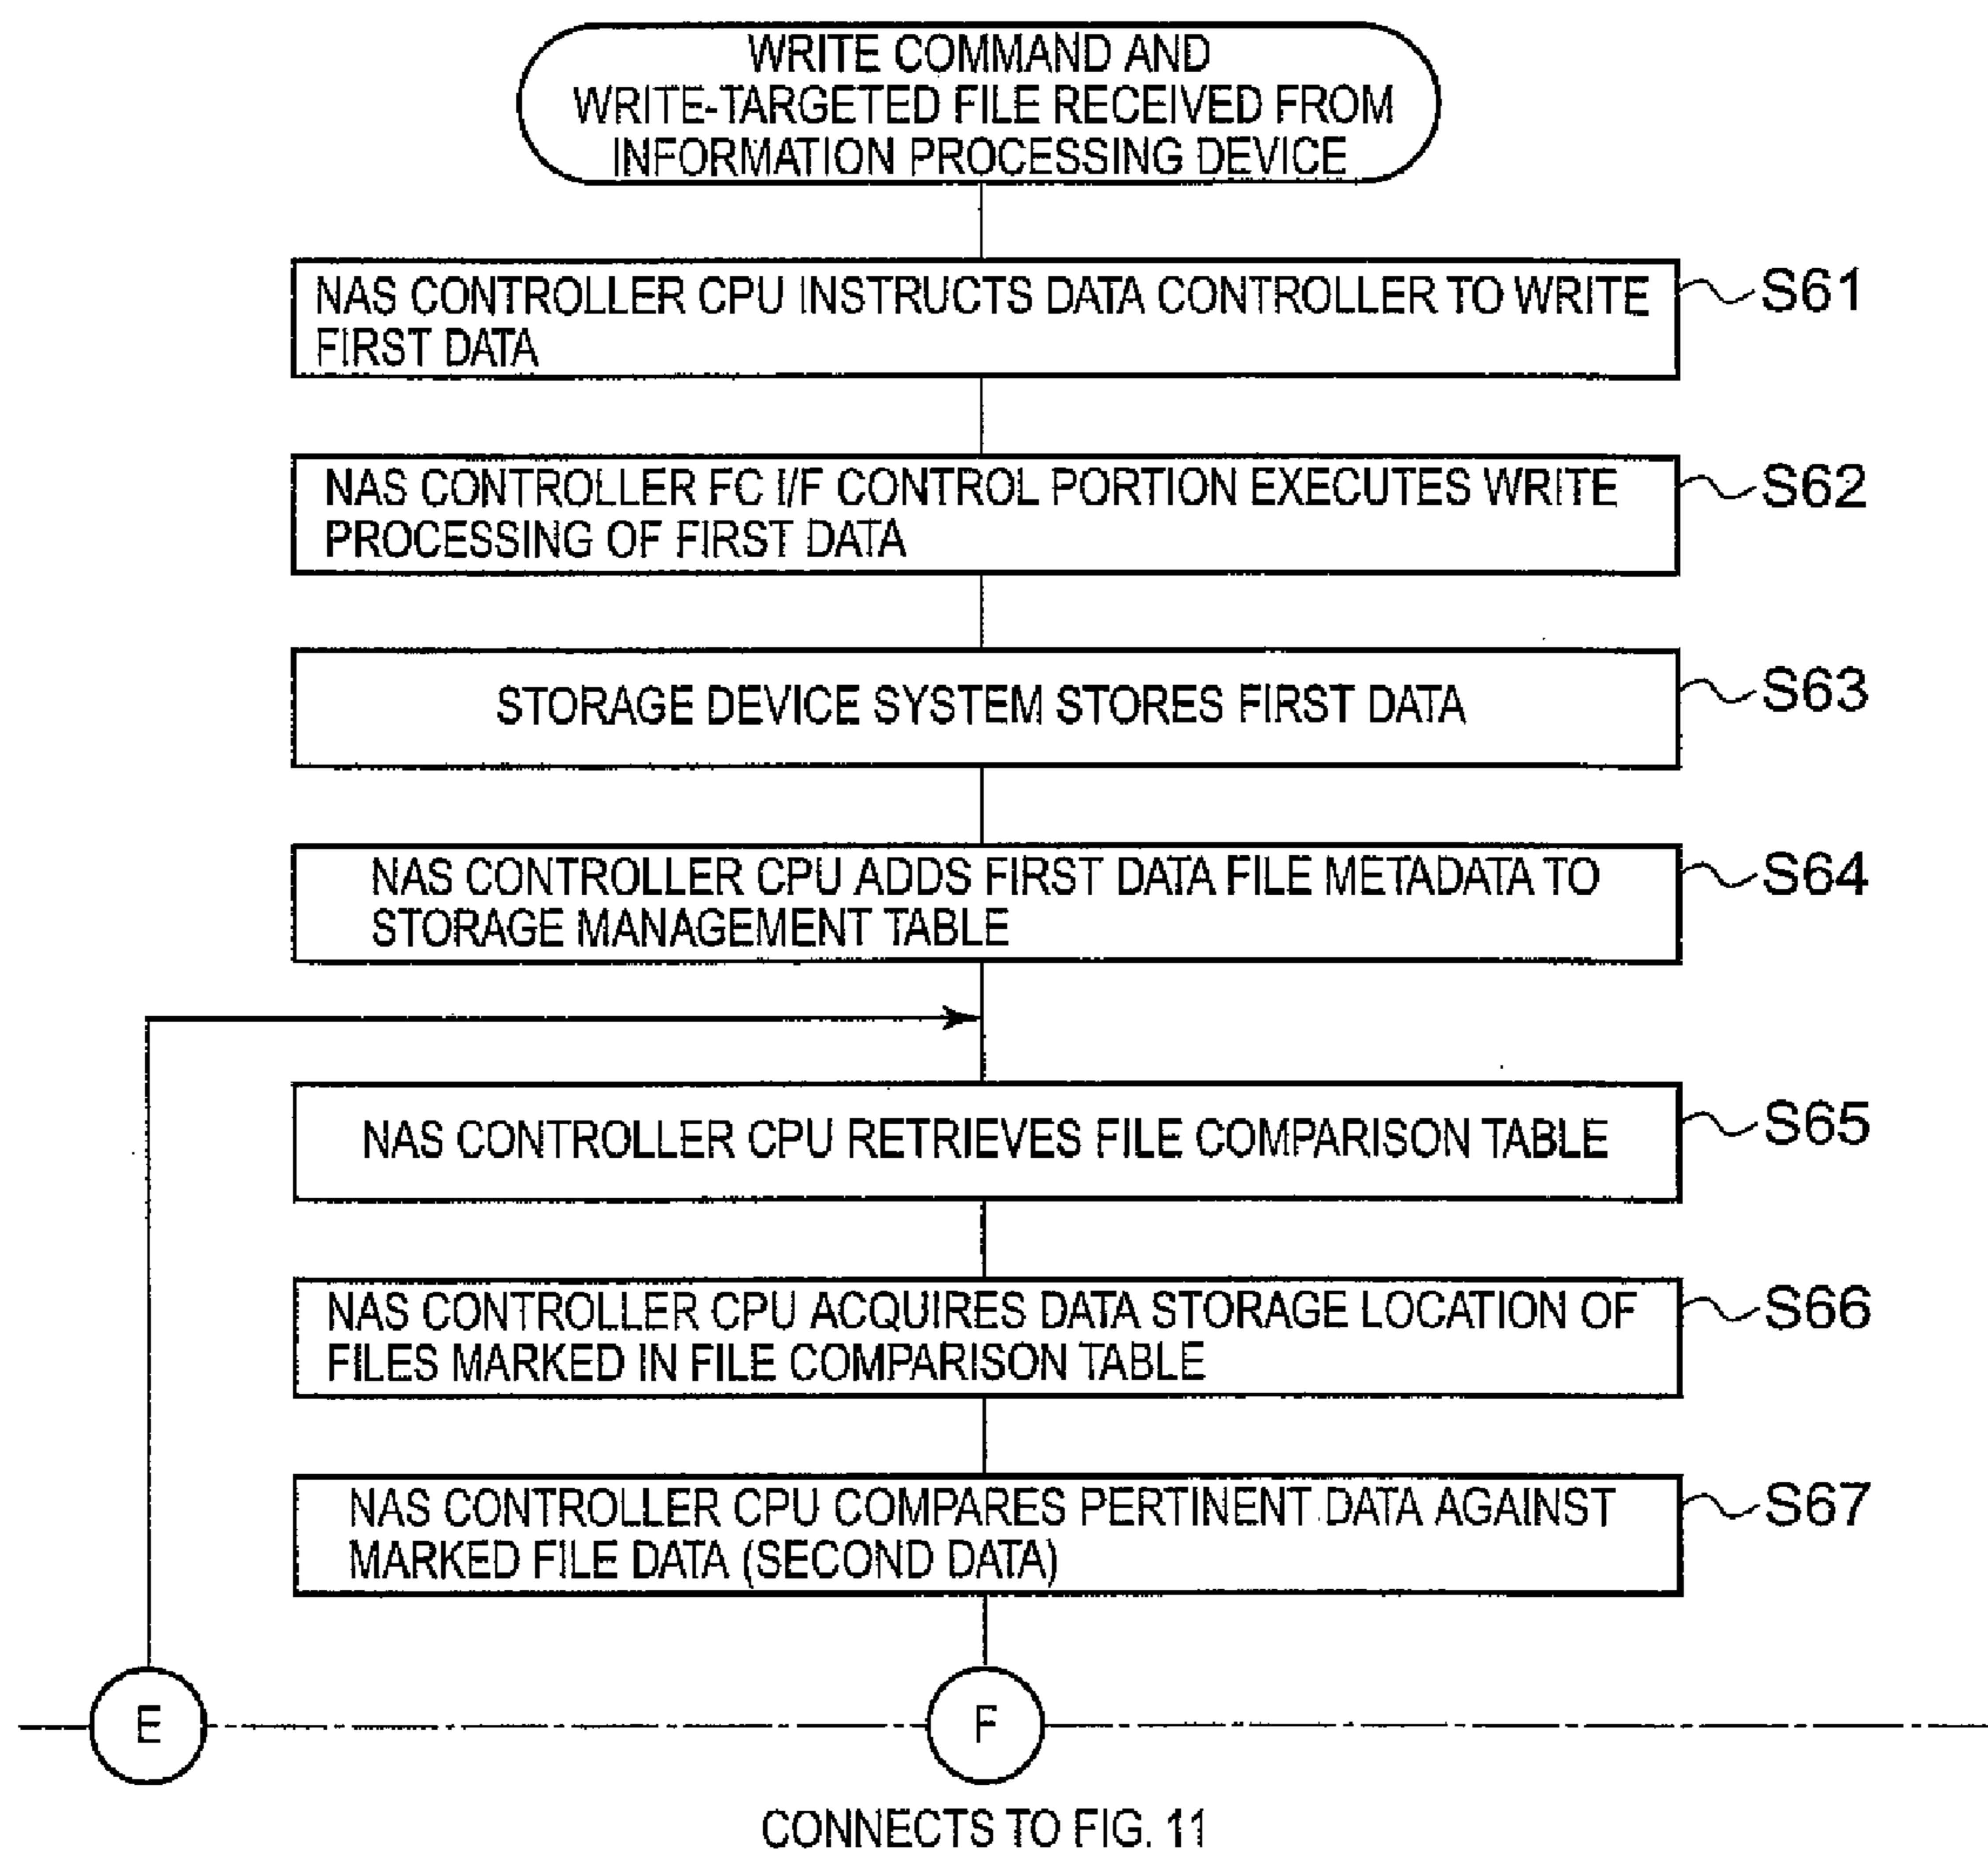 WRITE COMMAND AND
WRITE-TARGETED FILE RECEIVED FROM
INFORMATION PROCESSING DEVICE
NAS CONTROLLER CPU INSTRUCTS DATA CONTROLLER TO WRITE
FIRST DATA
S61
NAS CONTROLLER FC I/F CONTROL PORTION EXECUTES WRITE
PROCESSING OF FIRST DATA
S62
STORAGE DEVICE SYSTEM STORES FIRST DATA
S63
NAS CONTROLLER CPU ADDS FIRST DATA FILE METADATA TO
STORAGE MANAGEMENT TABLE
S64
NAS CONTROLLER CPU RETRIEVES FILE COMPARISON TABLE
S65
NAS CONTROLLER CPU ACQUIRES DATA STORAGE LOCATION OF
FILES MARKED IN FILE COMPARISON TABLE
S66
NAS CONTROLLER CPU COMPARES PERTINENT DATA AGAINST
MARKED FILE DATA (SECOND DATA)
S67
E
F
CONNECTS TO FIG. 11